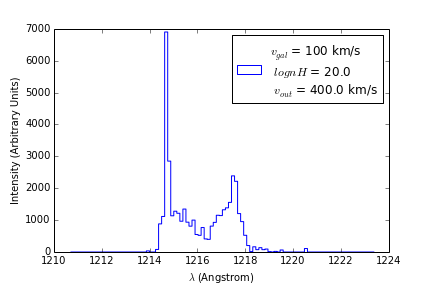 7000
6000
5000
4000
3000
2000
1000
0
Intensity (Arbitrary Units)
v_gal = 100 km/s
lognH = 20.0
v_out = 400.0 km/s
1210 1212 1214 1216 1218 1220 1222 1224
λ (Angstrom)